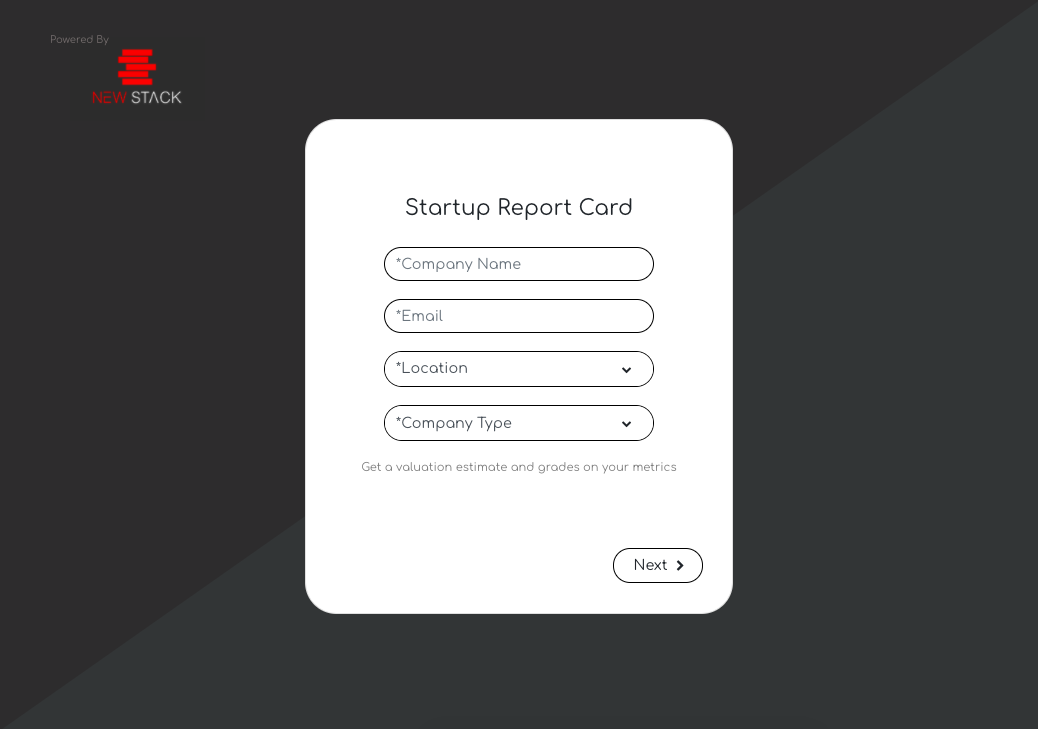 Powered By
NEW STACK
Startup Report Card
*Company Name
*Email
*Location
*Company Type
Get a valuation estimate and grades on your metrics
Next